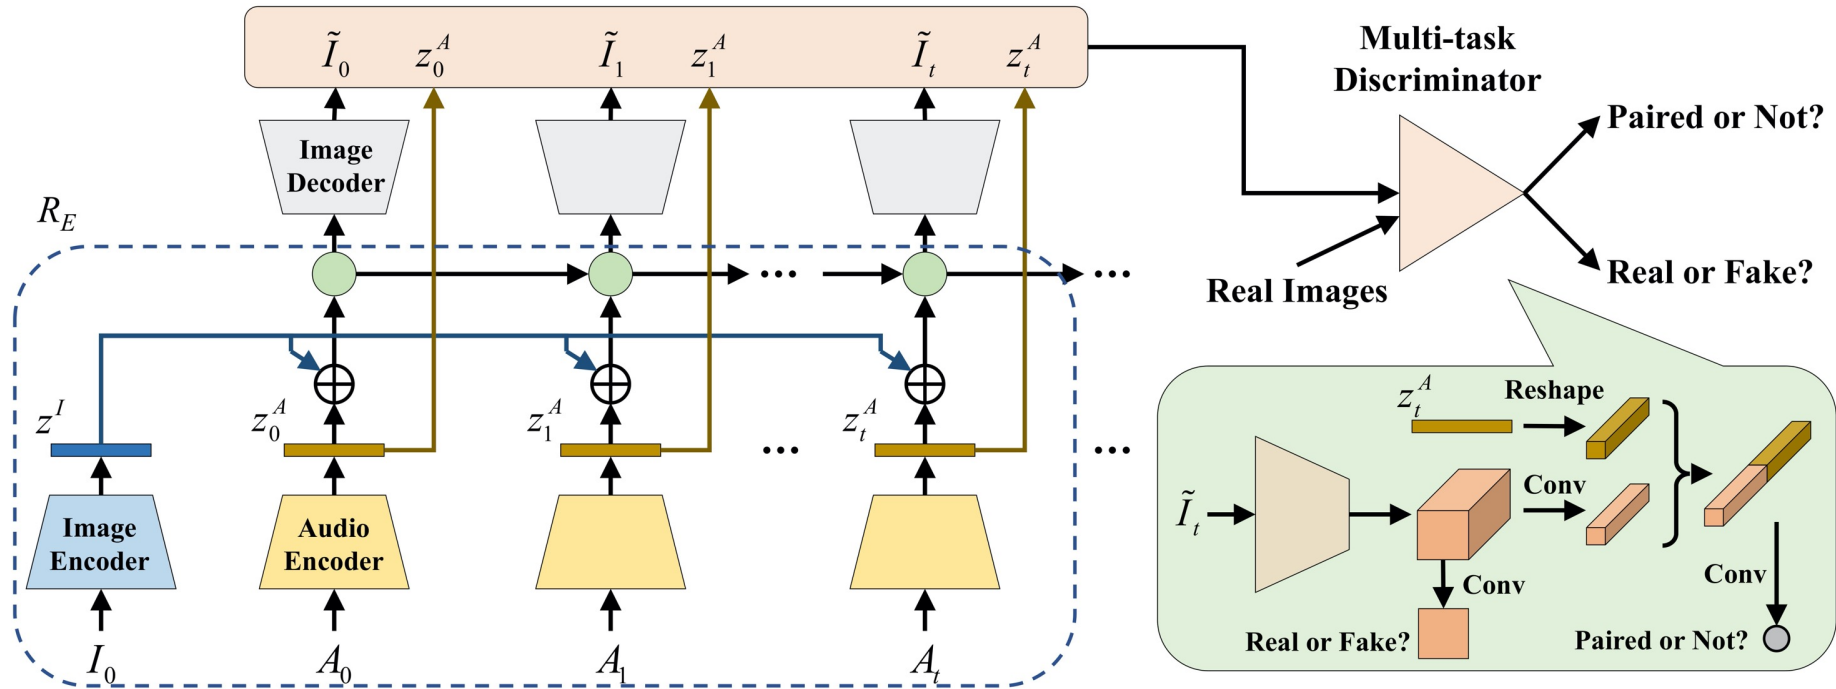 Ĩ₀ z₀ᴬ Ĩ₁ z₁ᴬ Ĩₜ zₜᴬ
Image
Decoder
R_E
zᴵ z₀ᴬ z₁ᴬ ... zₜᴬ ...
... ...
Image
Encoder
Audio
Encoder
I₀ A₀ A₁ Aₜ
Multi-task
Discriminator
Paired or Not?
Real or Fake?
Real Images
zₜᴬ
Reshape
Ĩₜ
Conv
Conv
Real or Fake?
Conv
Paired or Not?